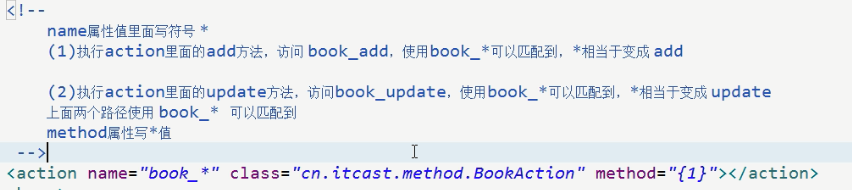 <!--
name属性值里面写符号 *
(1)执行action里面的add方法，访问 book_add，使用book_*可以匹配到，*相当于变成 add
(2)执行action里面的update方法，访问book_update，使用book_*可以匹配到，*相当于变成 update
上面两个路径使用 book_* 可以匹配到
method属性写*值
-->
<action name="book_*" class="cn.itcast.method.BookAction" method="{1}"></action>